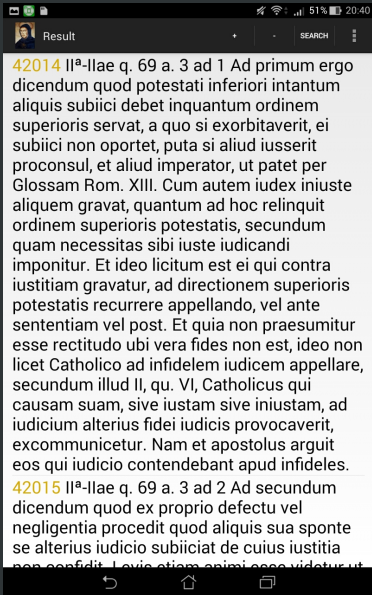 51% 20:40
Result + - SEARCH
42014 IIª-IIae q. 69 a. 3 ad 1 Ad primum ergo
dicendum quod potestati inferiori intantum
aliquis subiici debet inquantum ordinem
superioris servat, a quo si exorbitaverit, ei
subiici non oportet, puta si aliud iusserit
proconsul, et aliud imperator, ut patet per
Glossam Rom. XIII. Cum autem iudex iniuste
aliquem gravat, quantum ad hoc relinquit
ordinem superioris potestatis, secundum
quam necessitas sibi iuste iudicandi
imponitur. Et ideo licitum est ei qui contra
iustitiam gravatur, ad directionem superioris
potestatis recurrere appellando, vel ante
sententiam vel post. Et quia non praesumitur
esse rectitudo ubi vera fides non est, ideo non
licet Catholico ad infidelem iudicem appellare,
secundum illud II, qu. VI, Catholicus qui
causam suam, sive iustam sive iniustam, ad
iudicium alterius fidei iudicis provocaverit,
excommunicetur. Nam et apostolus arguit
eos qui iudicio contendebant apud infideles.
42015 IIª-IIae q. 69 a. 3 ad 2 Ad secundum
dicendum quod ex proprio defectu vel
negligentia procedit quod aliquis sua sponte
se alterius iudicio subiiciat de cuius iustitia
non confidit. Levis etiam animi esse videtur ut